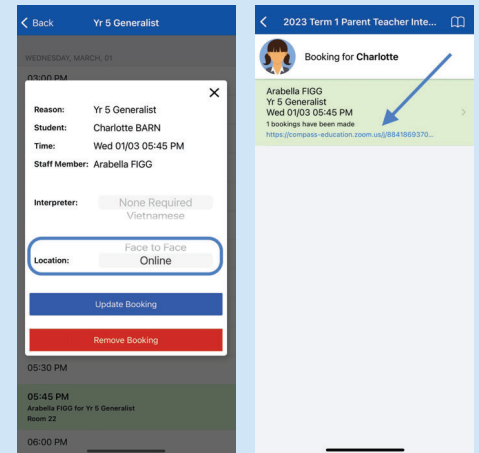 Back Yr 5 Generalist
WEDNESDAY, MARCH, 01
03:00 PM
Reason: Yr 5 Generalist
Student: Charlotte BARN
Time: Wed 01/03 05:45 PM
Staff Member: Arabella FIGG
Interpreter: None Required
Vietnamese
Face to Face
Location: Online
Update Booking
Remove Booking
05:30 PM
05:45 PM
Arabella FIGG for Yr 5 Generalist
Room 22
06:00 PM
2023 Term 1 Parent Teacher Inte...
Booking for Charlotte
Arabella FIGG
Yr 5 Generalist
Wed 01/03 05:45 PM
1 bookings have been made
https://compass-education.zoom.us/j/8841869370...